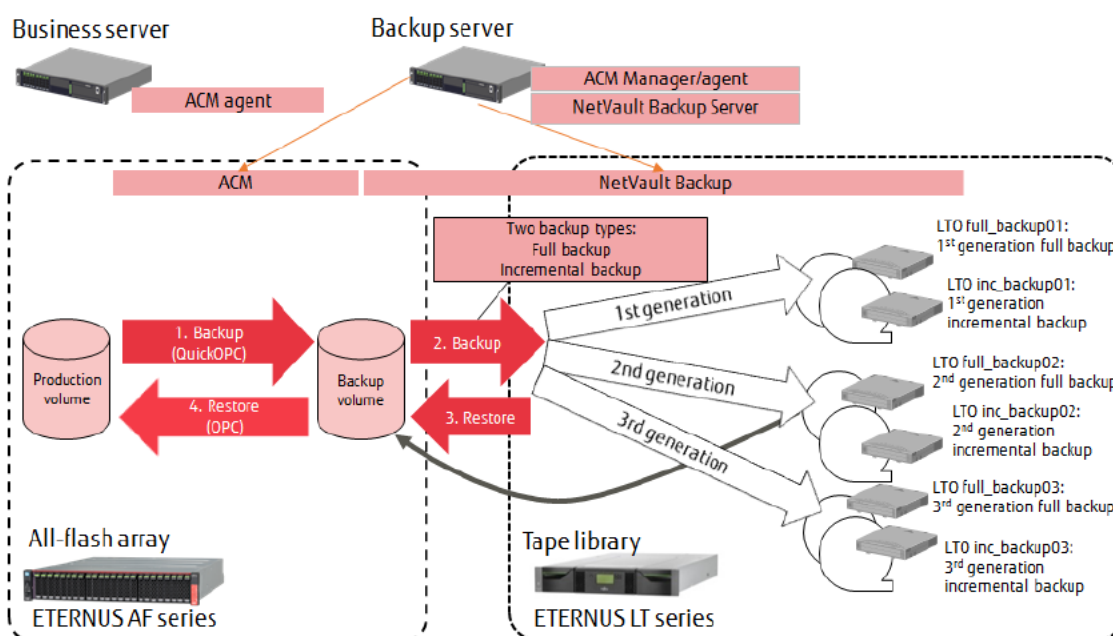 Business server
Backup server
ACM agent
ACM Manager/agent
NetVault Backup Server
ACM
NetVault Backup
Two backup types:
Full backup
Incremental backup
LTO full_backup01:
1st generation full backup
LTO inc_backup01:
1st generation
incremental backup
1st generation
1. Backup
(QuickOPC)
2. Backup
Production
volume
Backup
volume
4. Restore
(OPC)
3. Restore
2nd generation
3rd generation
LTO full_backup02:
2nd generation full backup
LTO inc_backup02:
2nd generation
incremental backup
LTO full_backup03:
3rd generation full backup
LTO inc_backup03:
3rd generation
incremental backup
All-flash array
ETERNUS AF series
Tape library
ETERNUS LT series